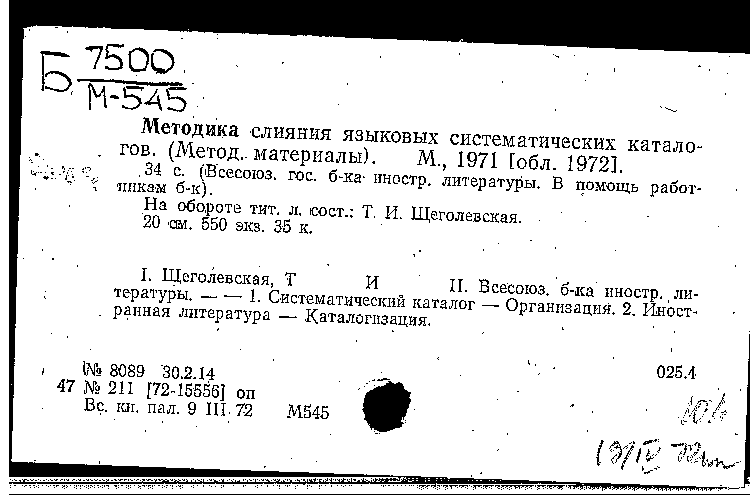 Б 7500
М-545
Методика слияния языковых систематических катало-
гов. (Метод. материалы). М., 1971 [обл. 1972].
34 с. (Всесоюз. гос. б-ка иностр. литературы. В помощь работ-
никам б-к).
На обороте тит. л. сост.: Т. И. Щеголевская.
20 см. 550 экз. 35 к.
I. Щеголевская, Т И II. Всесоюз. б-ка иностр. ли-
тературы. — — 1. Систематический каталог — Организация. 2. Иност-
ранная литература — Каталогизация.
№ 8089 30.2.14 025.4
47 № 211 [72-15556] оп
Вс. кн. пал. 9 III. 72 М545